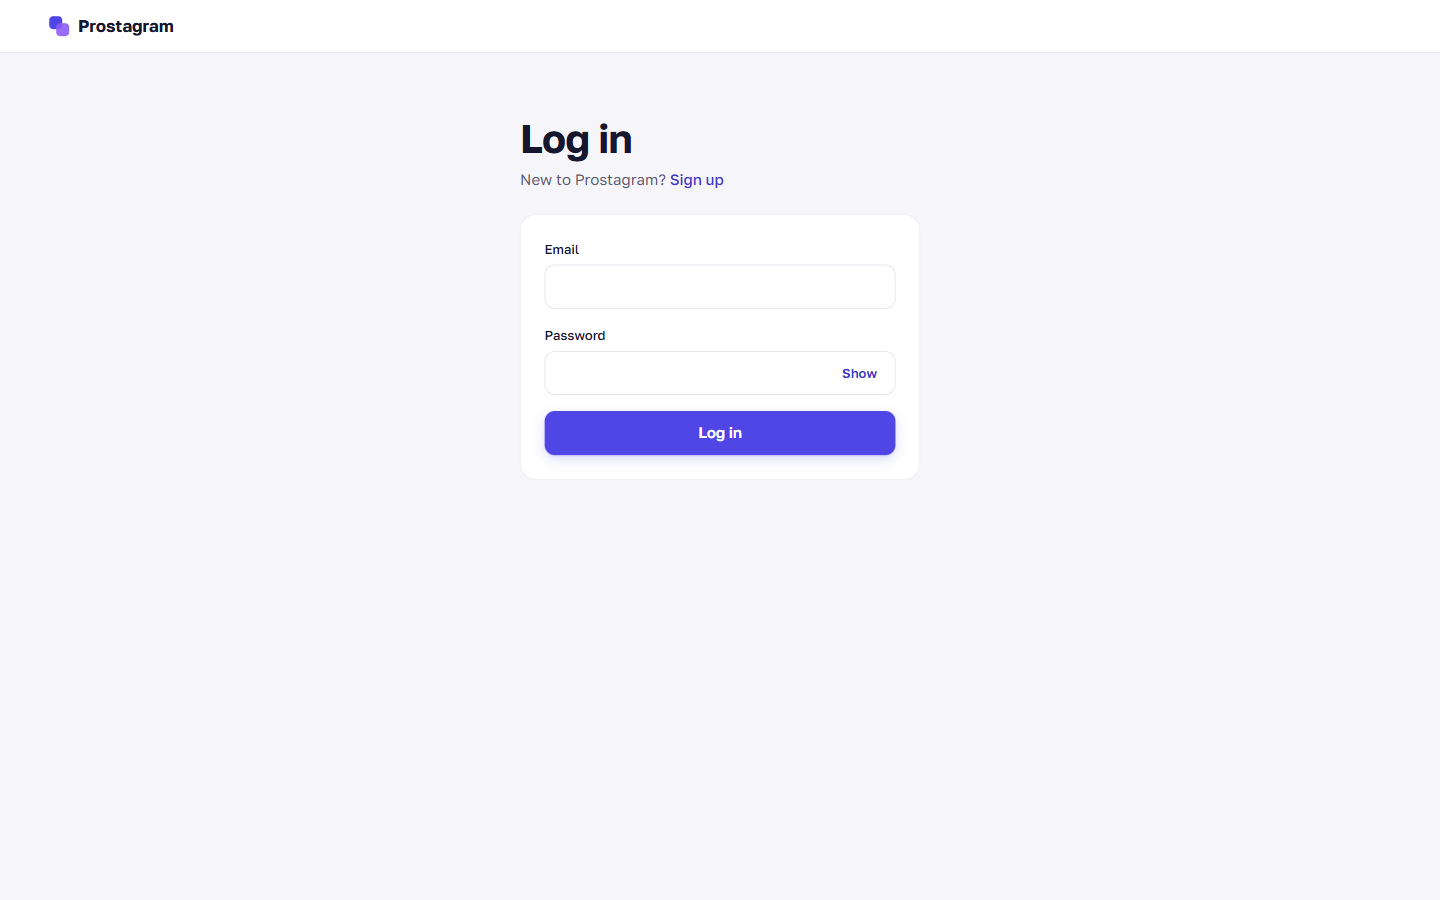 Prostagram
Log in
New to Prostagram? Sign up
Email
Password
Show
Log in